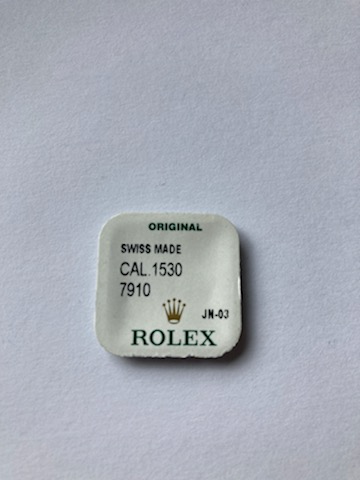 ORIGINAL
SWISS MADE
CAL.1530
7910
JN-03
ROLEX